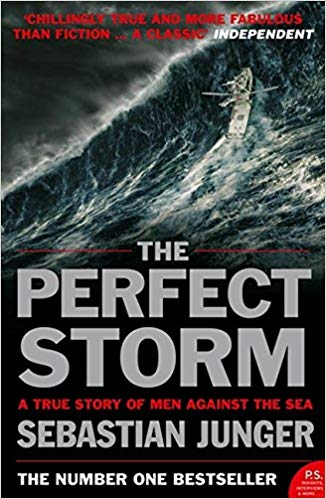 ‘CHILLINGLY TRUE AND MORE FABULOUS
THAN FICTION ... A CLASSIC’ INDEPENDENT
THE
PERFECT
STORM
A TRUE STORY OF MEN AGAINST THE SEA
SEBASTIAN JUNGER
THE NUMBER ONE BESTSELLER
P.S.
INSIGHTS,
INTERVIEWS
& MORE...